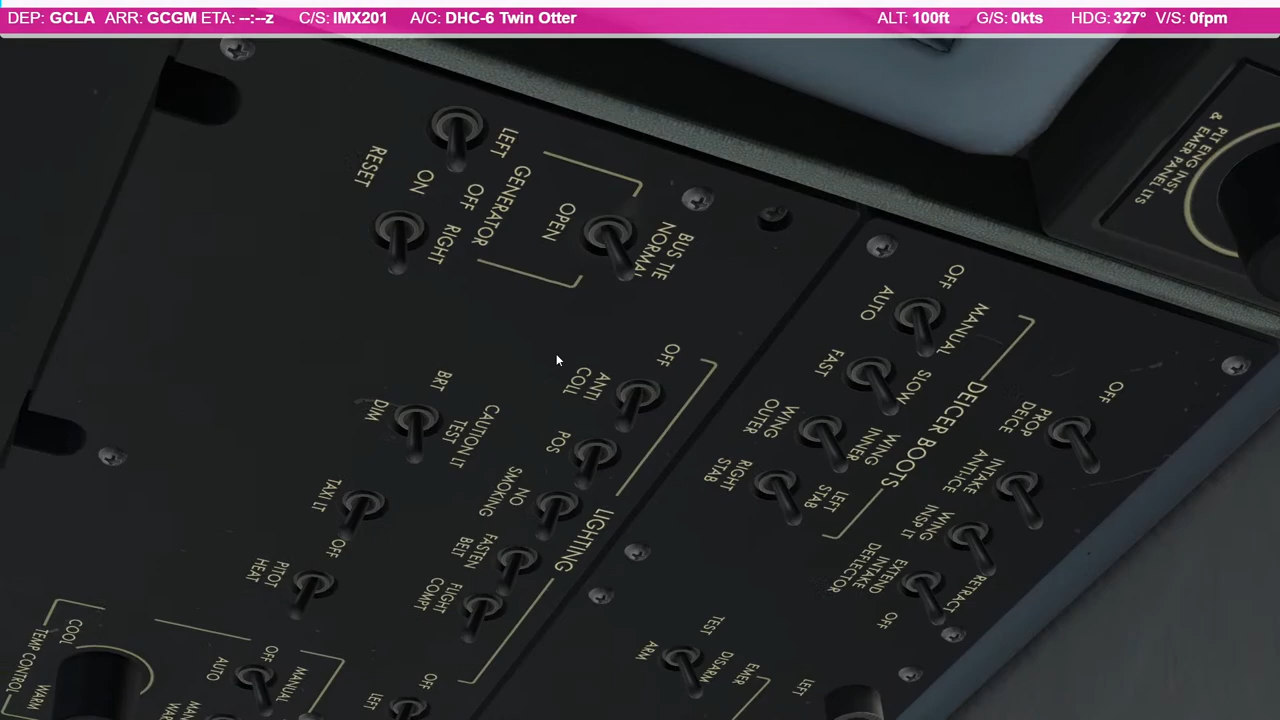 DEP: GCLA ARR: GCGM ETA: --:--z C/S: IMX201 A/C: DHC-6 Twin Otter ALT: 100ft G/S: 0kts HDG: 327° V/S: 0fpm
LEFT
RESET
ON
OFF
GENERATOR
RIGHT
OPEN
BUS TIE
NORMAL
PLT ENG INST
& EMER PANEL LTS
OFF
AUTO
MANUAL
FAST
SLOW
DEICER BOOTS
WING
OUTER
WING
INNER
RIGHT
STAB
LEFT
STAB
OFF
PROP
DEICE
INTAKE
ANTI-ICE
WING
INSP LT
EXTEND
INTAKE
DEFLECTOR
RETRACT
OFF
OFF
ANTI
COLL
POS
NO
SMOKING
FASTEN
BELT
FLIGHT
COMPT
LIGHTING
BRT
DIM
CAUTION LT
TEST
TAXI LT
OFF
PITOT
HEAT
COOL
TEMP CONTROL
WARM
AUTO
OFF
MANUAL
LEFT
OFF
TEST
ARM
DISARM
EMER
LEFT